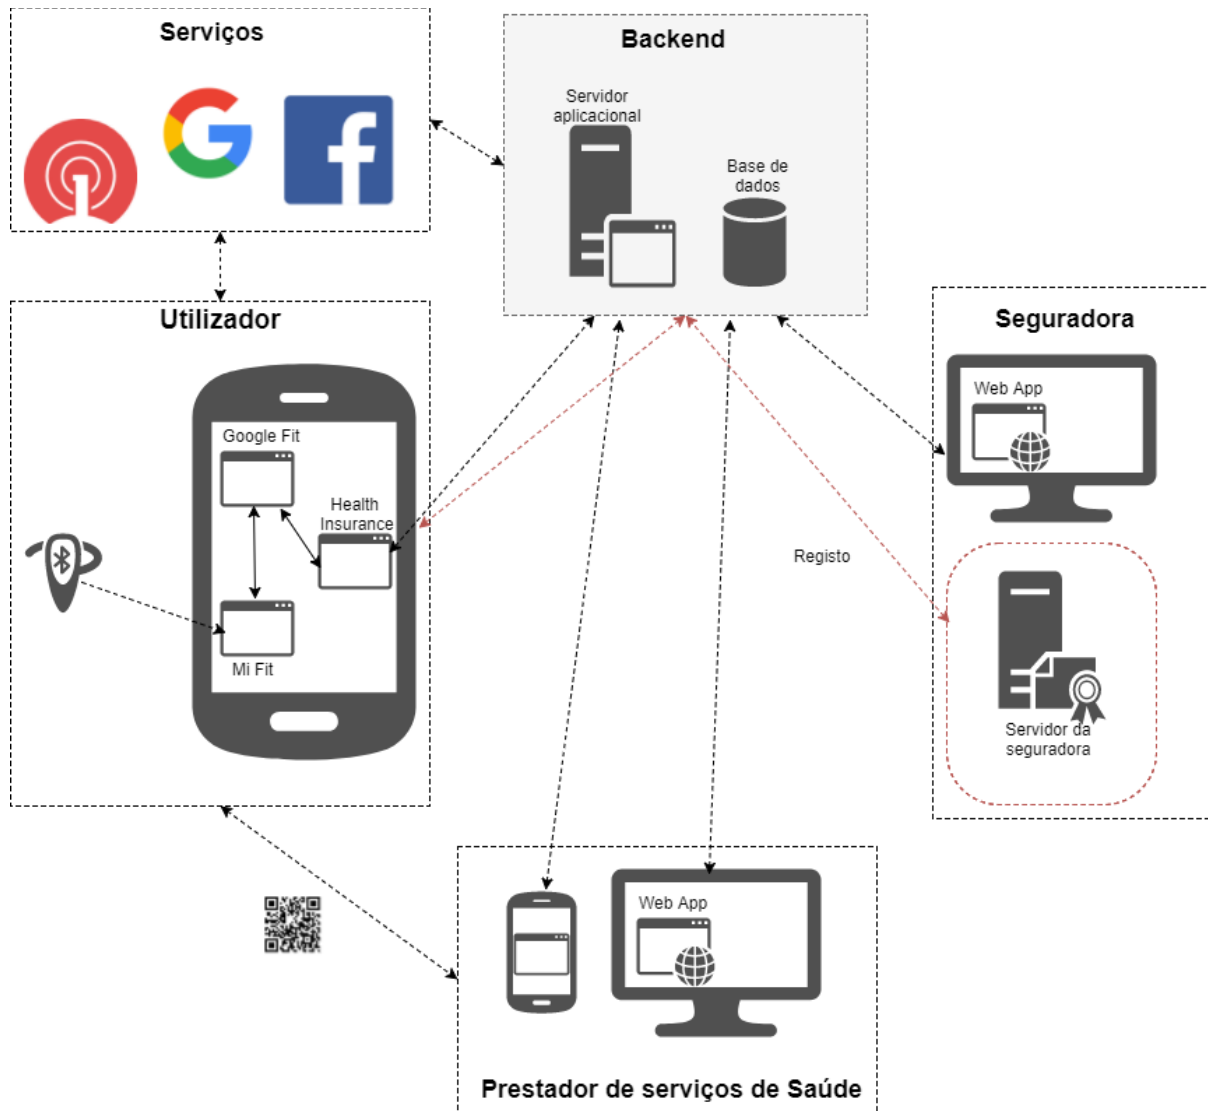 Serviços
Backend
Servidor
aplicacional
Base de
dados
Utilizador
Google Fit
Health
Insurance
Mi Fit
Seguradora
Web App
Registo
Servidor da
seguradora
Web App
Prestador de serviços de Saúde